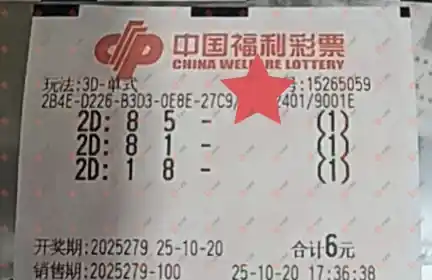 中国福利彩票
CHINA WELFARE LOTTERY
玩法:3D-单式 号:15265059
2B4E-D226-B3D3-0E8E-27C9/ 2401/9001E
2D: 8 5 - (1)
2D: 8 1 - (1)
2D: 1 8 - (1)
开奖期:2025279 25-10-20 合计6元
销售期:2025279-100 25-10-20 17:36:38